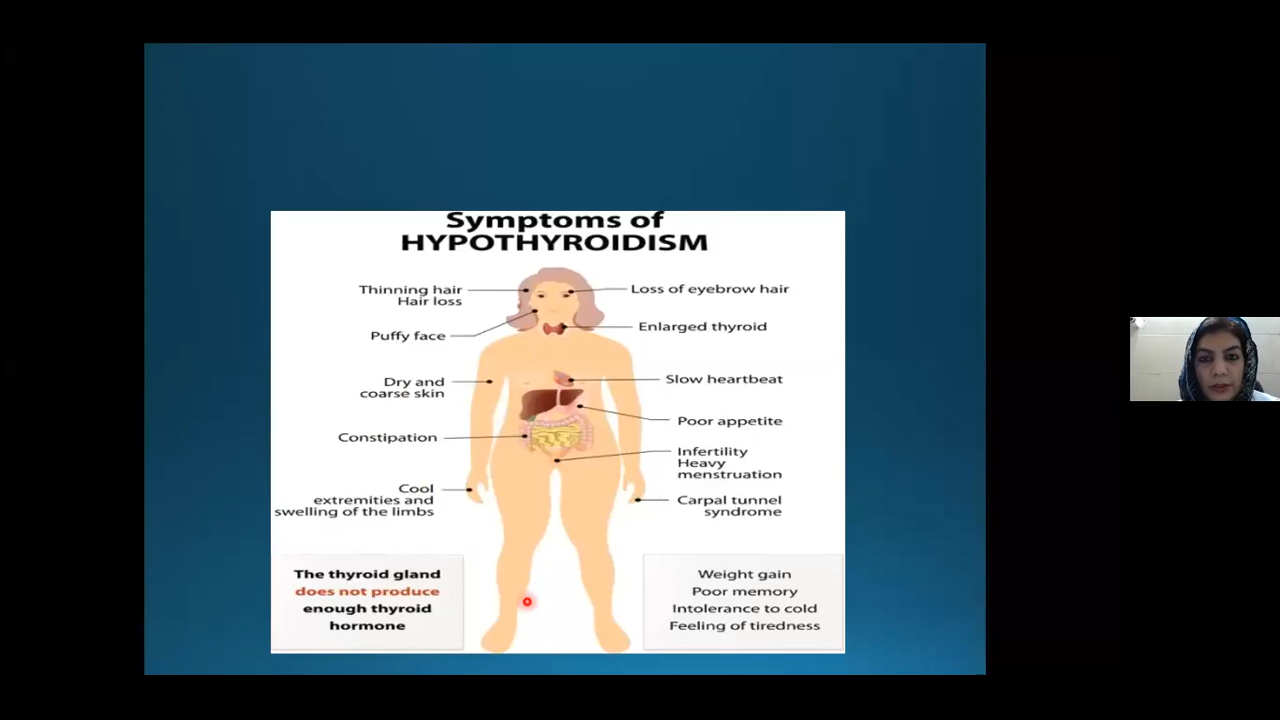 Symptoms of
HYPOTHYROIDISM
Thinning hair
Hair loss
Puffy face
Dry and
coarse skin
Constipation
Cool
extremities and
swelling of the limbs
Loss of eyebrow hair
Enlarged thyroid
Slow heartbeat
Poor appetite
Infertility
Heavy
menstruation
Carpal tunnel
syndrome
The thyroid gland
does not produce
enough thyroid
hormone
Weight gain
Poor memory
Intolerance to cold
Feeling of tiredness